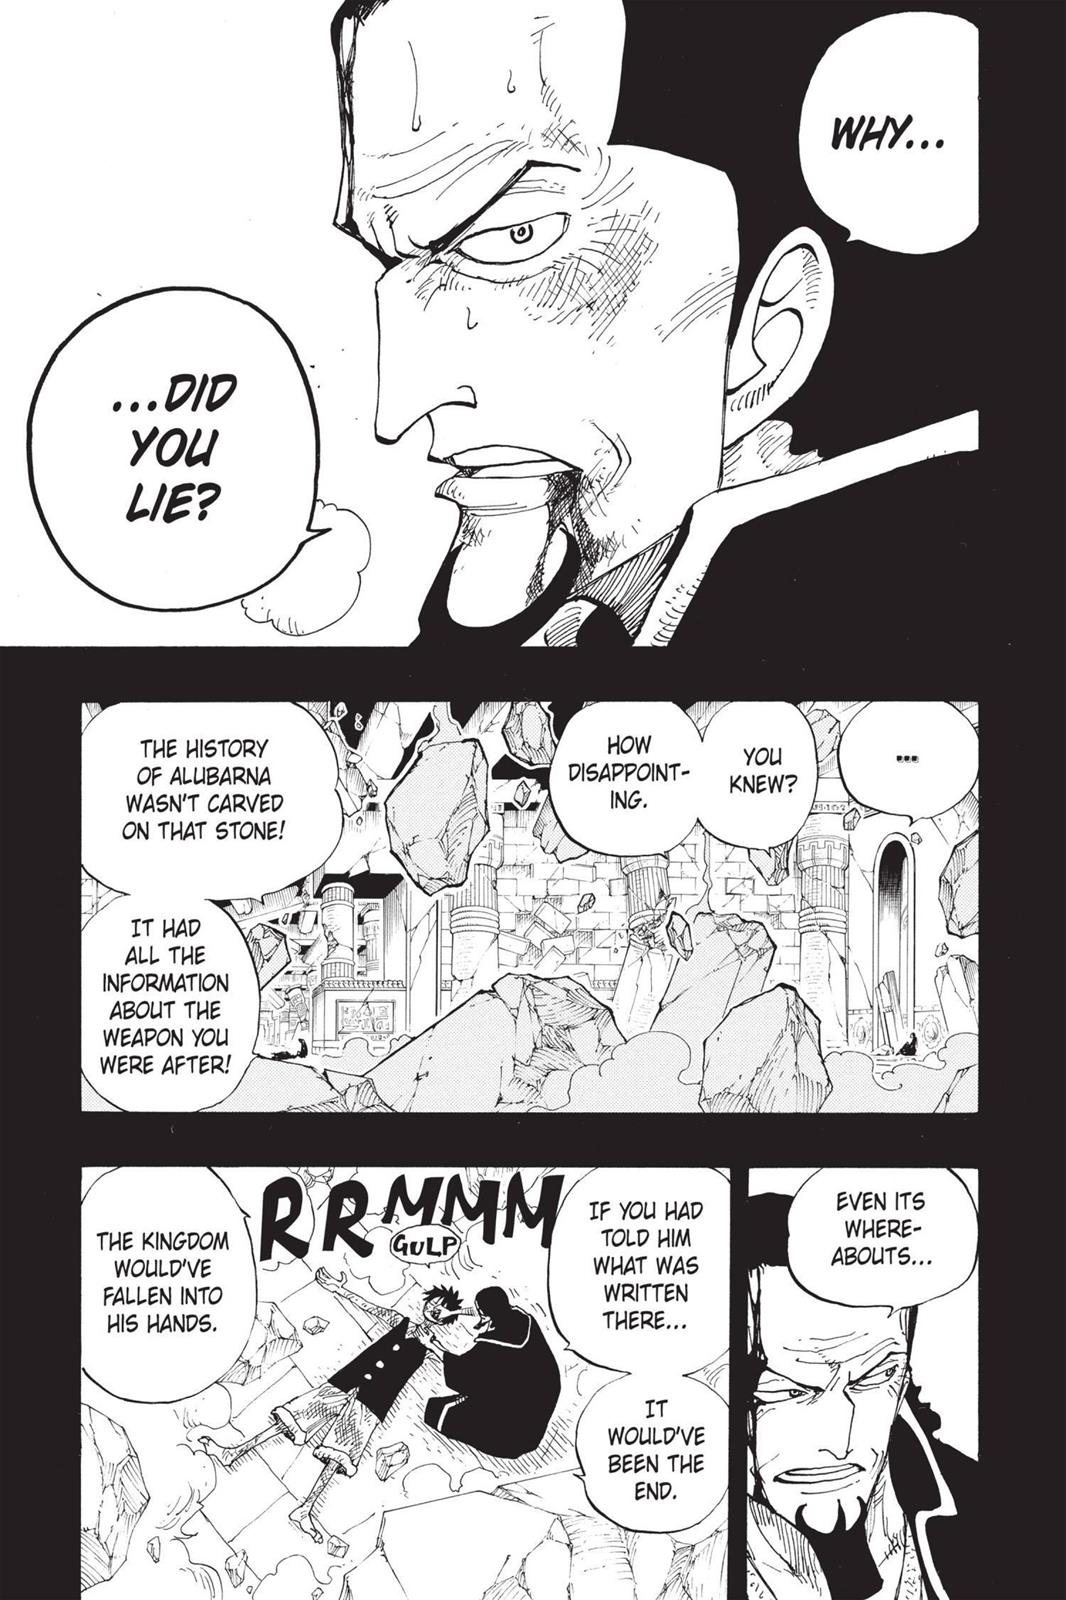 WHY...
...DID
YOU
LIE?
...
YOU
KNEW?
HOW
DISAPPOINT-
ING.
THE HISTORY
OF ALUBARNA
WASN'T CARVED
ON THAT STONE!
IT HAD
ALL THE
INFORMATION
ABOUT THE
WEAPON YOU
WERE AFTER!
EVEN ITS
WHERE-
ABOUTS...
IF YOU HAD
TOLD HIM
WHAT WAS
WRITTEN
THERE...
IT
WOULD'VE
BEEN THE
END.
RRMMMM
GULP
THE KINGDOM
WOULD'VE
FALLEN INTO
HIS HANDS.